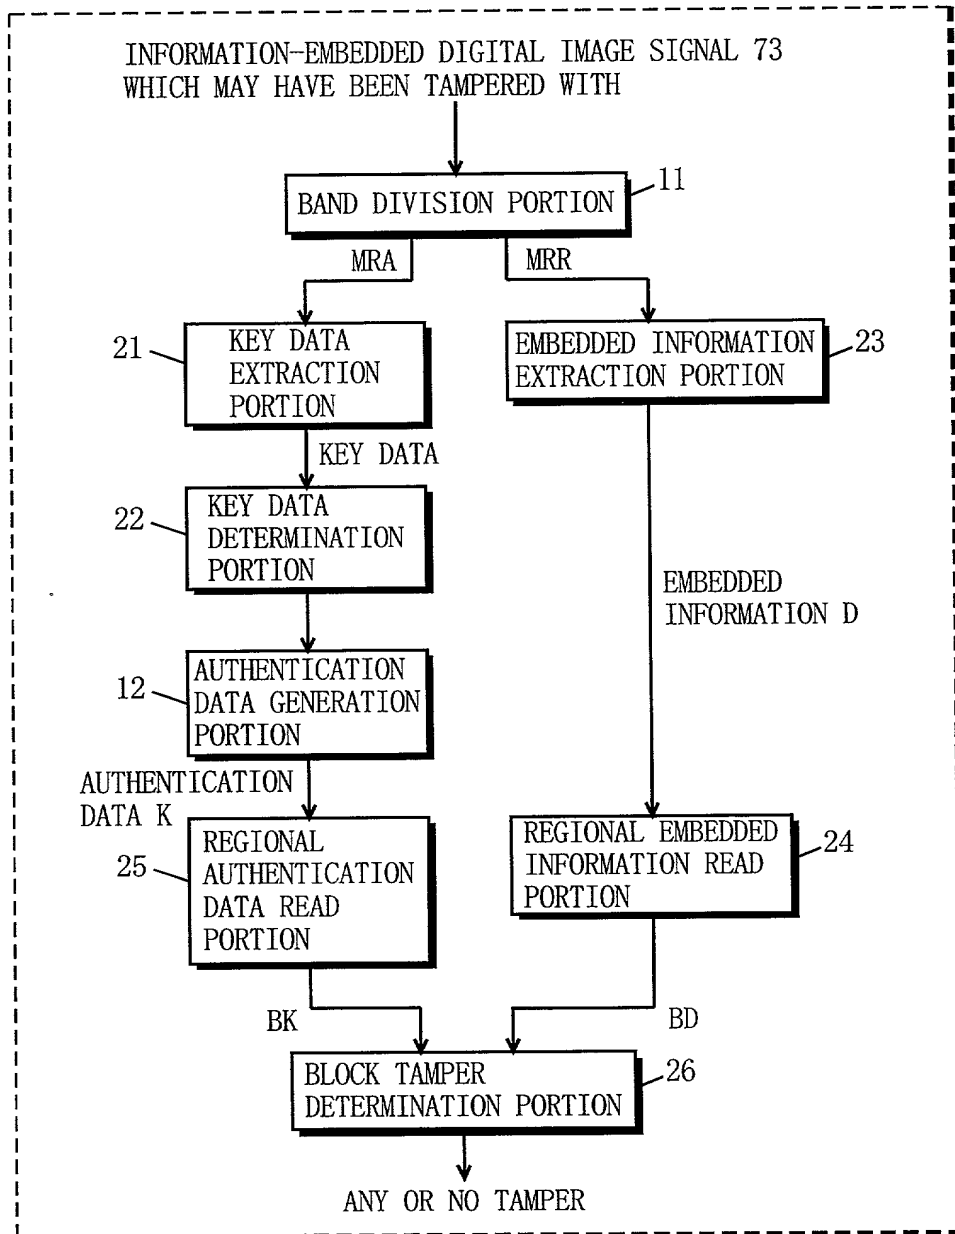 INFORMATION-EMBEDDED DIGITAL IMAGE SIGNAL 73
WHICH MAY HAVE BEEN TAMPERED WITH
BAND DIVISION PORTION
11
MRA
MRR
21
KEY DATA
EXTRACTION
PORTION
EMBEDDED INFORMATION
EXTRACTION PORTION
23
KEY DATA
22
KEY DATA
DETERMINATION
PORTION
EMBEDDED
INFORMATION D
12
AUTHENTICATION
DATA GENERATION
PORTION
AUTHENTICATION
DATA K
25
REGIONAL
AUTHENTICATION
DATA READ
PORTION
REGIONAL EMBEDDED
INFORMATION READ
PORTION
24
BK
BD
BLOCK TAMPER
DETERMINATION PORTION
26
ANY OR NO TAMPER